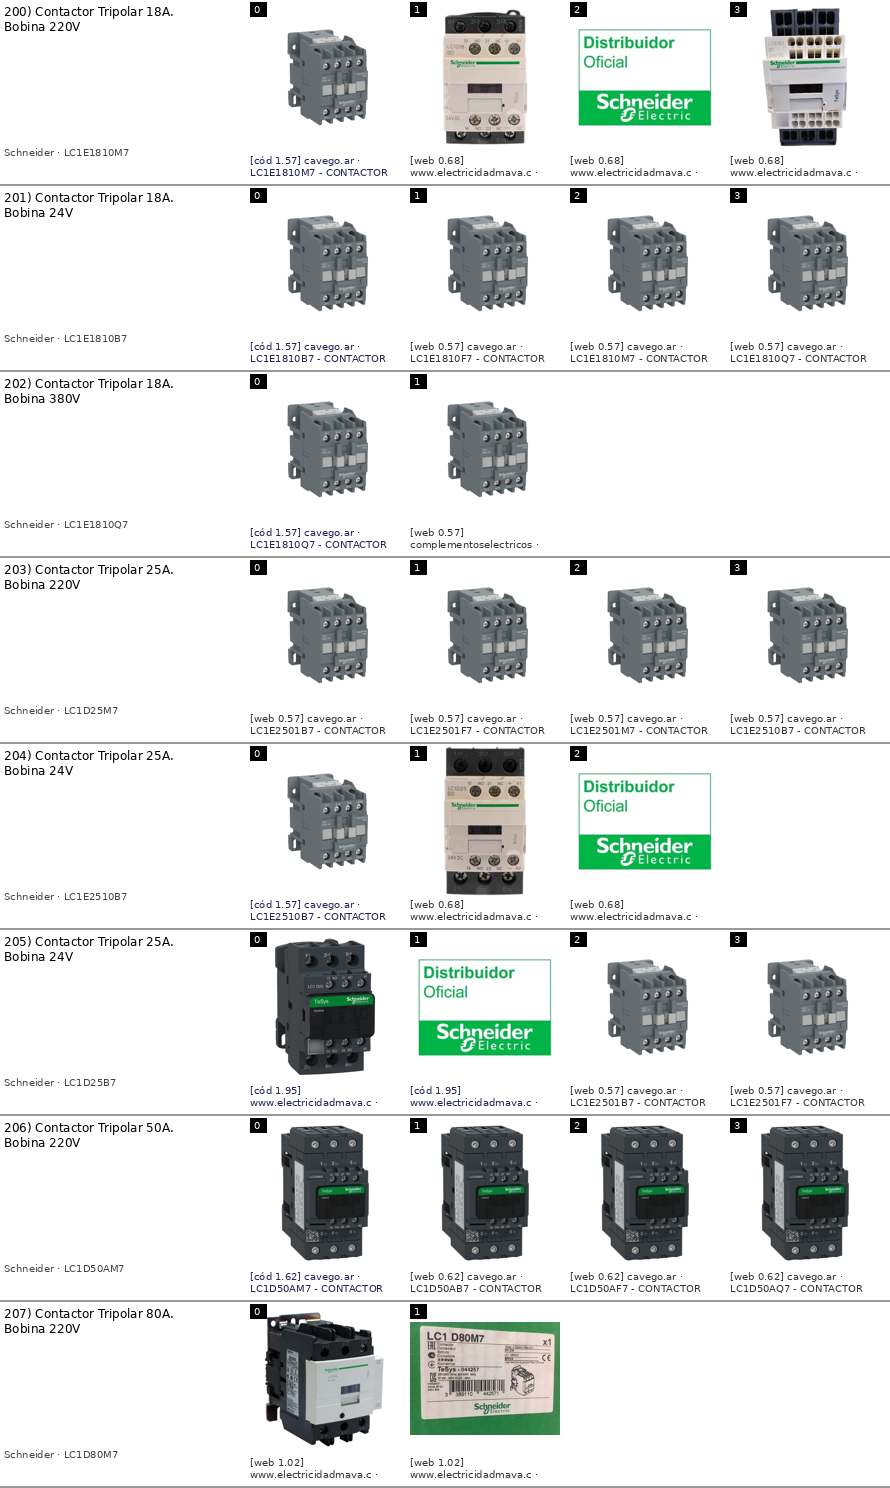 200) Contactor Tripolar 18A.
Bobina 220V
Schneider · LC1E1810M7
0
1
2
3
Distribuidor
Oficial
Schneider
Electric
[cód 1.57] cavego.ar ·
LC1E1810M7 - CONTACTOR
[web 0.68]
www.electricidadmava.c ·
[web 0.68]
www.electricidadmava.c ·
[web 0.68]
www.electricidadmava.c ·
201) Contactor Tripolar 18A.
Bobina 24V
Schneider · LC1E1810B7
0
1
2
3
[cód 1.57] cavego.ar ·
LC1E1810B7 - CONTACTOR
[web 0.57] cavego.ar ·
LC1E1810F7 - CONTACTOR
[web 0.57] cavego.ar ·
LC1E1810M7 - CONTACTOR
[web 0.57] cavego.ar ·
LC1E1810Q7 - CONTACTOR
202) Contactor Tripolar 18A.
Bobina 380V
Schneider · LC1E1810Q7
0
1
[cód 1.57] cavego.ar ·
LC1E1810Q7 - CONTACTOR
[web 0.57]
complementoselectricos ·
203) Contactor Tripolar 25A.
Bobina 220V
Schneider · LC1D25M7
0
1
2
3
[web 0.57] cavego.ar ·
LC1E2501B7 - CONTACTOR
[web 0.57] cavego.ar ·
LC1E2501F7 - CONTACTOR
[web 0.57] cavego.ar ·
LC1E2501M7 - CONTACTOR
[web 0.57] cavego.ar ·
LC1E2510B7 - CONTACTOR
204) Contactor Tripolar 25A.
Bobina 24V
Schneider · LC1E2510B7
0
1
2
Distribuidor
Oficial
Schneider
Electric
[cód 1.57] cavego.ar ·
LC1E2510B7 - CONTACTOR
[web 0.68]
www.electricidadmava.c ·
[web 0.68]
www.electricidadmava.c ·
205) Contactor Tripolar 25A.
Bobina 24V
Schneider · LC1D25B7
0
1
2
3
TeSys
Schneider
Distribuidor
Oficial
Schneider
Electric
[cód 1.95]
www.electricidadmava.c ·
[cód 1.95]
www.electricidadmava.c ·
[web 0.57] cavego.ar ·
LC1E2501B7 - CONTACTOR
[web 0.57] cavego.ar ·
LC1E2501F7 - CONTACTOR
206) Contactor Tripolar 50A.
Bobina 220V
Schneider · LC1D50AM7
0
1
2
3
[cód 1.62] cavego.ar ·
LC1D50AM7 - CONTACTOR
[web 0.62] cavego.ar ·
LC1D50AB7 - CONTACTOR
[web 0.62] cavego.ar ·
LC1D50AF7 - CONTACTOR
[web 0.62] cavego.ar ·
LC1D50AQ7 - CONTACTOR
207) Contactor Tripolar 80A.
Bobina 220V
Schneider · LC1D80M7
0
1
LC1 D80M7
x1
TeSys
Schneider
Electric
[web 1.02]
www.electricidadmava.c ·
[web 1.02]
www.electricidadmava.c ·